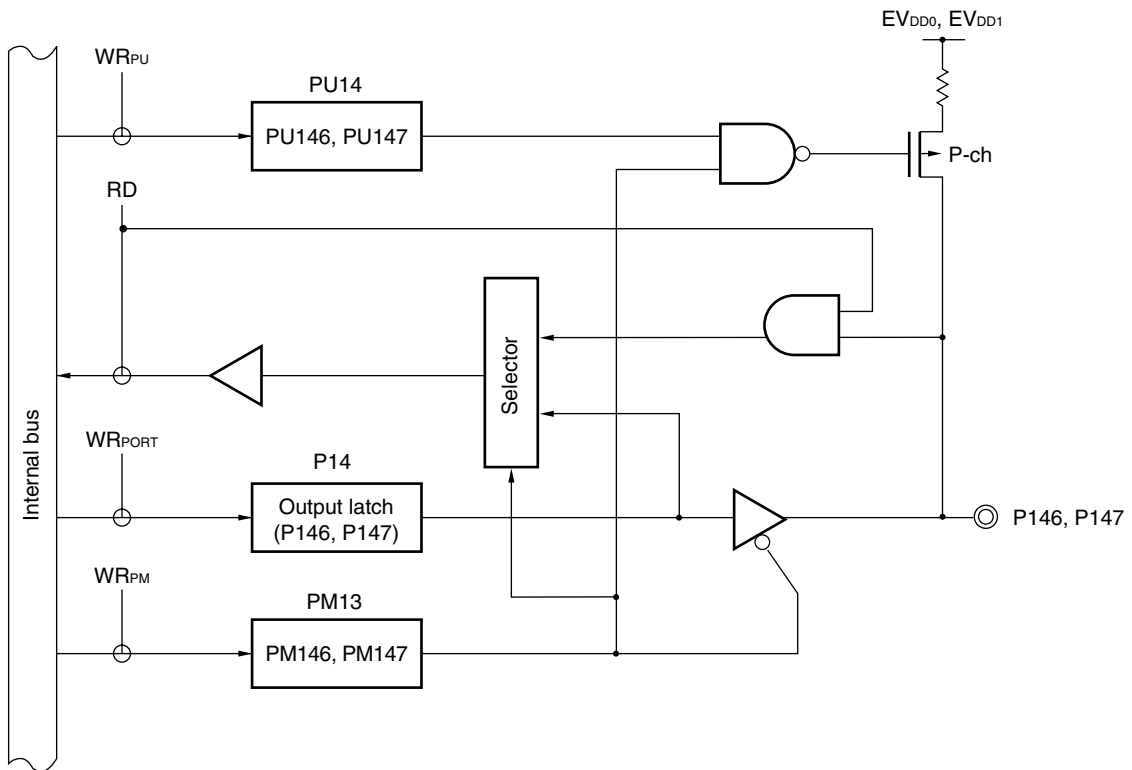 EVDD0, EVDD1
WRPU
PU14
PU146, PU147
P-ch
RD
Selector
Internal bus
WRPORT
P14
Output latch
(P146, P147)
P146, P147
WRPM
PM13
PM146, PM147